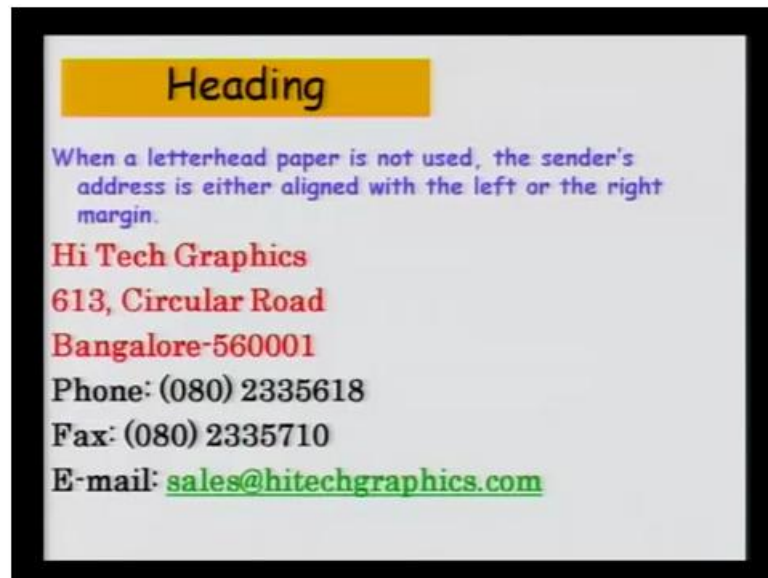 Heading
When a letterhead paper is not used, the sender's
address is either aligned with the left or the right
margin.
Hi Tech Graphics
613, Circular Road
Bangalore-560001
Phone: (080) 2335618
Fax: (080) 2335710
E-mail: sales@hitechgraphics.com